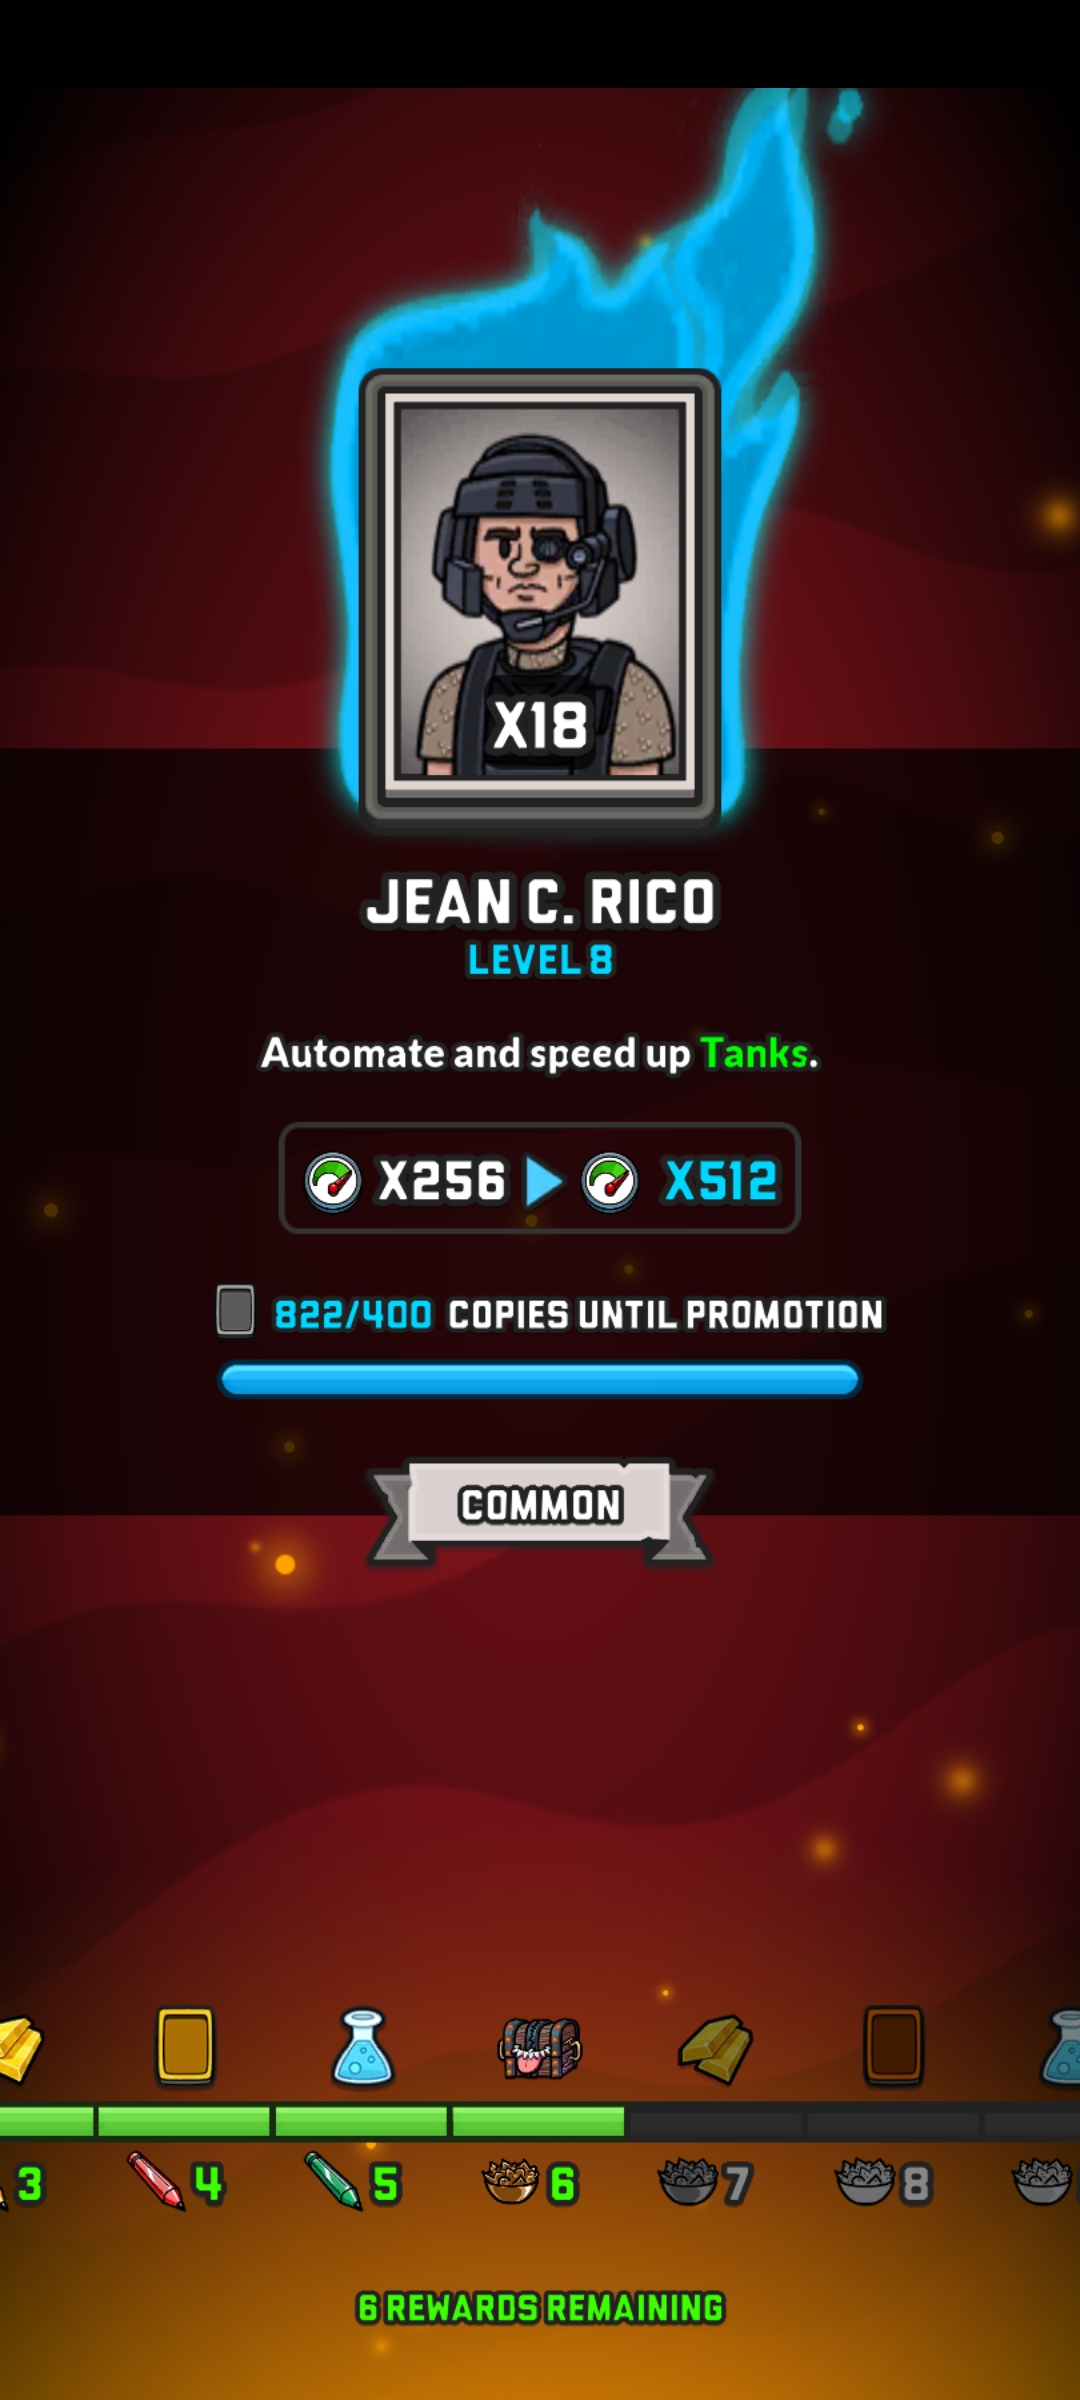 X18
JEAN C. RICO
LEVEL 8
Automate and speed up Tanks.
X256 X512
822/400 COPIES UNTIL PROMOTION
COMMON
3 4 5 6 7 8
6 REWARDS REMAINING